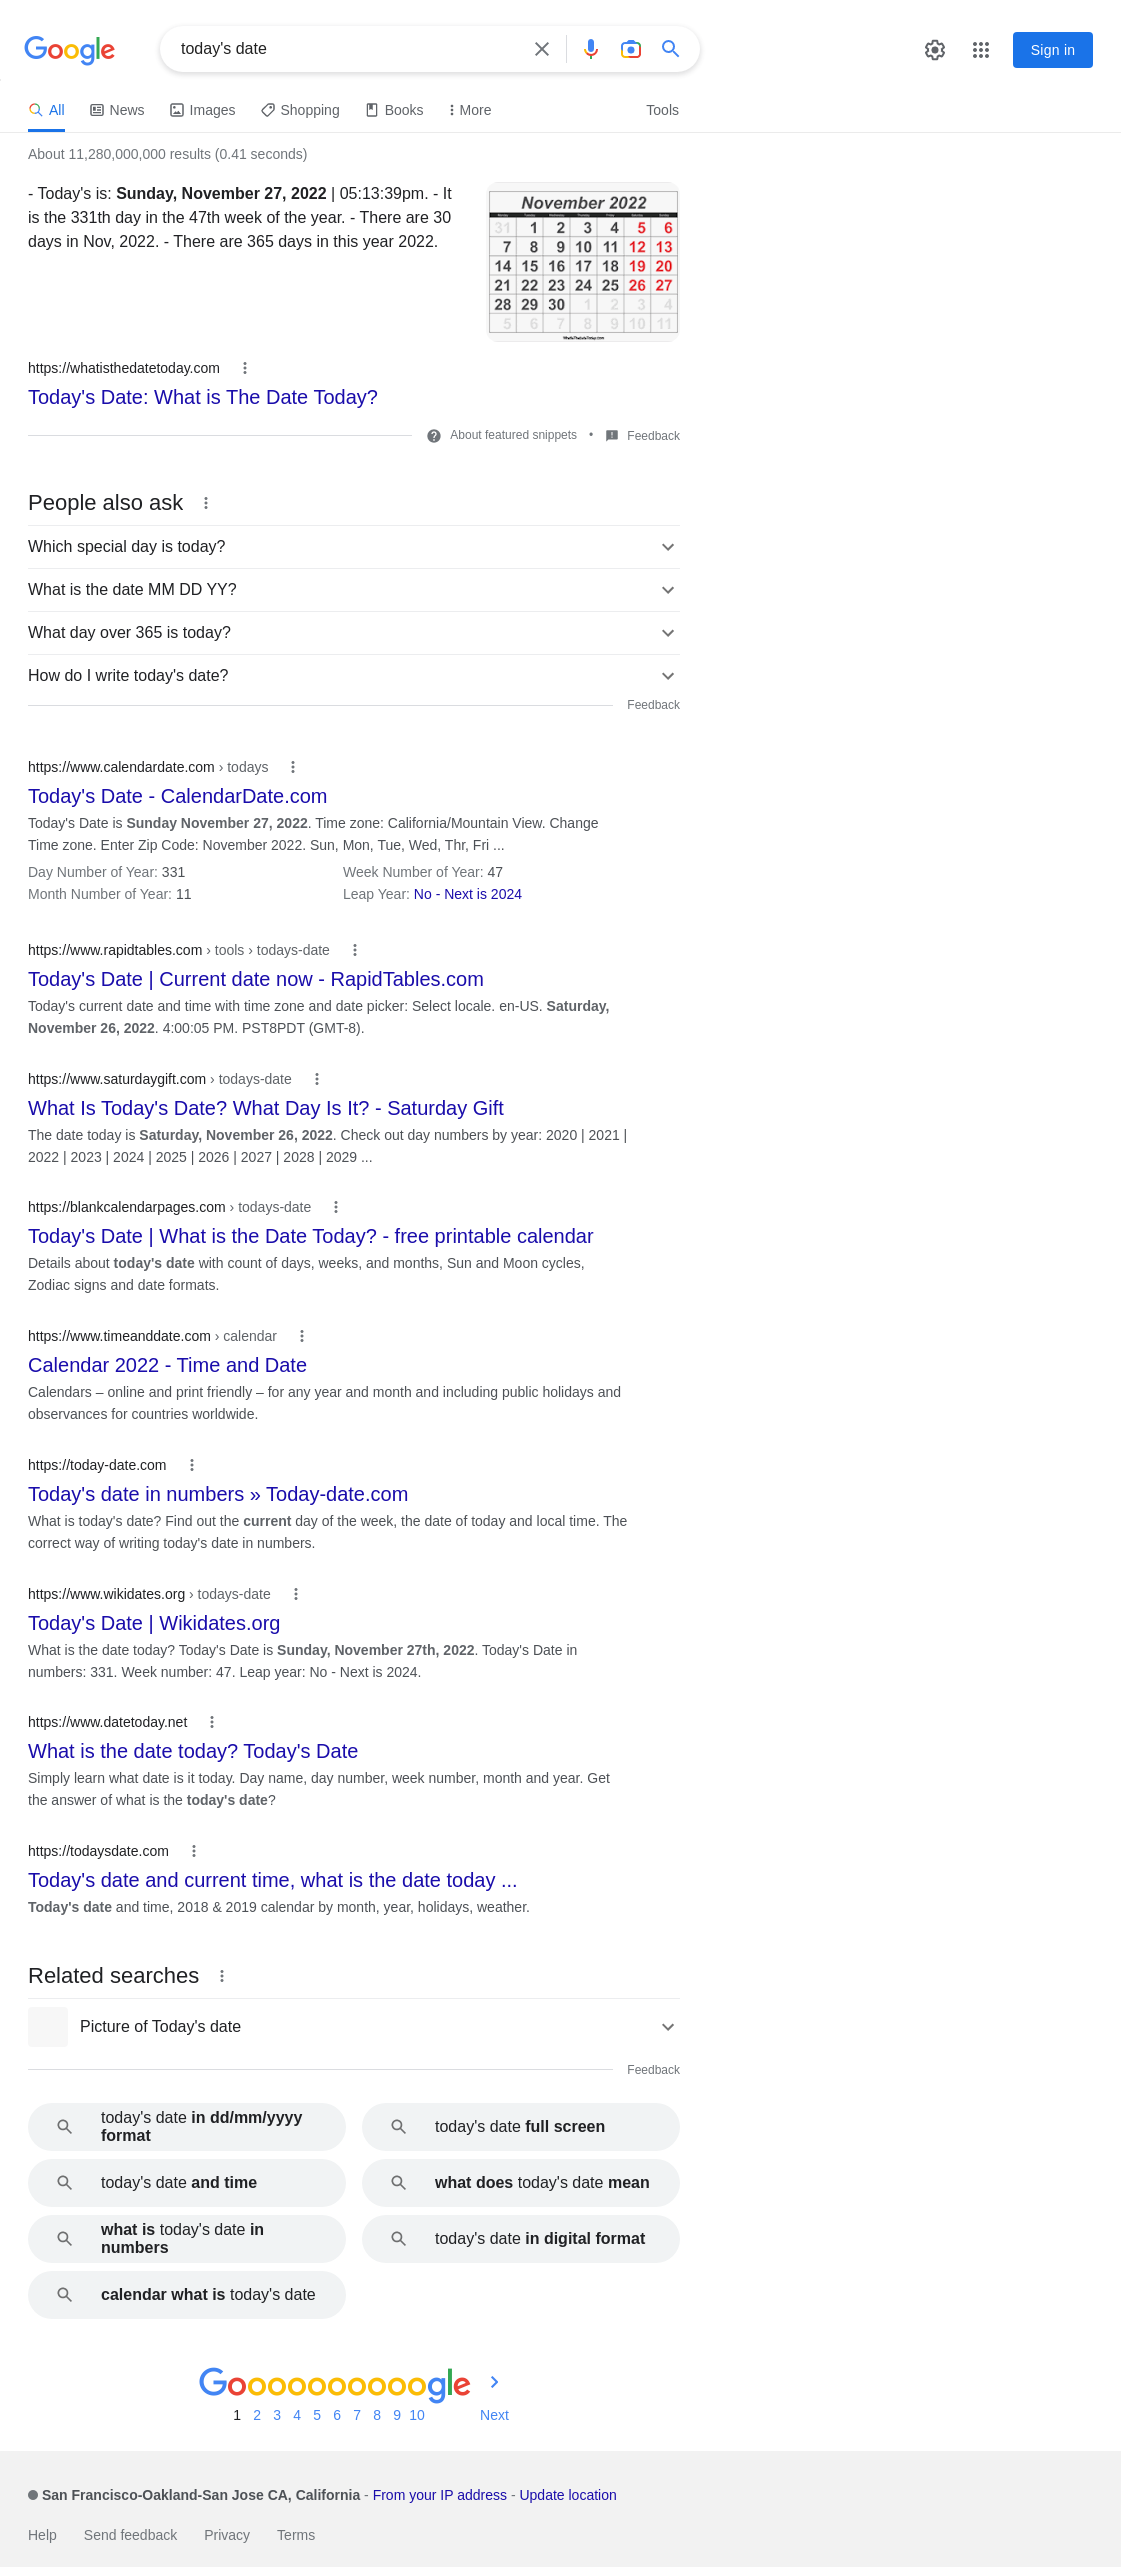 Google
today's date
Sign in
All
News
Images
Shopping
Books
More
Tools
About 11,280,000,000 results (0.41 seconds)
- Today's is: Sunday, November 27, 2022 | 05:13:39pm. - It
is the 331th day in the 47th week of the year. - There are 30
days in Nov, 2022. - There are 365 days in this year 2022.
November 2022
Monday Tuesday Wednesday Thursday Friday Saturday Sunday
31 1 2 3 4 5 6
7 8 9 10 11 12 13
14 15 16 17 18 19 20
21 22 23 24 25 26 27
28 29 30 1 2 3 4
5 6 7 8 9 10 11
WhatIsTheDateToday.Com
https://whatisthedatetoday.com
Today's Date: What is The Date Today?
About featured snippets • Feedback
People also ask
Which special day is today?
What is the date MM DD YY?
What day over 365 is today?
How do I write today's date?
Feedback
https://www.calendardate.com › todays
Today's Date - CalendarDate.com
Today's Date is Sunday November 27, 2022. Time zone: California/Mountain View. Change
Time zone. Enter Zip Code: November 2022. Sun, Mon, Tue, Wed, Thr, Fri ...
Day Number of Year: 331
Week Number of Year: 47
Month Number of Year: 11
Leap Year: No - Next is 2024
https://www.rapidtables.com › tools › todays-date
Today's Date | Current date now - RapidTables.com
Today's current date and time with time zone and date picker: Select locale. en-US. Saturday,
November 26, 2022. 4:00:05 PM. PST8PDT (GMT-8).
https://www.saturdaygift.com › todays-date
What Is Today's Date? What Day Is It? - Saturday Gift
The date today is Saturday, November 26, 2022. Check out day numbers by year: 2020 | 2021 |
2022 | 2023 | 2024 | 2025 | 2026 | 2027 | 2028 | 2029 ...
https://blankcalendarpages.com › todays-date
Today's Date | What is the Date Today? - free printable calendar
Details about today's date with count of days, weeks, and months, Sun and Moon cycles,
Zodiac signs and date formats.
https://www.timeanddate.com › calendar
Calendar 2022 - Time and Date
Calendars – online and print friendly – for any year and month and including public holidays and
observances for countries worldwide.
https://today-date.com
Today's date in numbers » Today-date.com
What is today's date? Find out the current day of the week, the date of today and local time. The
correct way of writing today's date in numbers.
https://www.wikidates.org › todays-date
Today's Date | Wikidates.org
What is the date today? Today's Date is Sunday, November 27th, 2022. Today's Date in
numbers: 331. Week number: 47. Leap year: No - Next is 2024.
https://www.datetoday.net
What is the date today? Today's Date
Simply learn what date is it today. Day name, day number, week number, month and year. Get
the answer of what is the today's date?
https://todaysdate.com
Today's date and current time, what is the date today ...
Today's date and time, 2018 & 2019 calendar by month, year, holidays, weather.
Related searches
Picture of Today's date
Feedback
today's date in dd/mm/yyyy
format
today's date full screen
today's date and time
what does today's date mean
what is today's date in
numbers
today's date in digital format
calendar what is today's date
Goooooooooogle
1 2 3 4 5 6 7 8 9 10 Next
San Francisco-Oakland-San Jose CA, California - From your IP address - Update location
Help Send feedback Privacy Terms